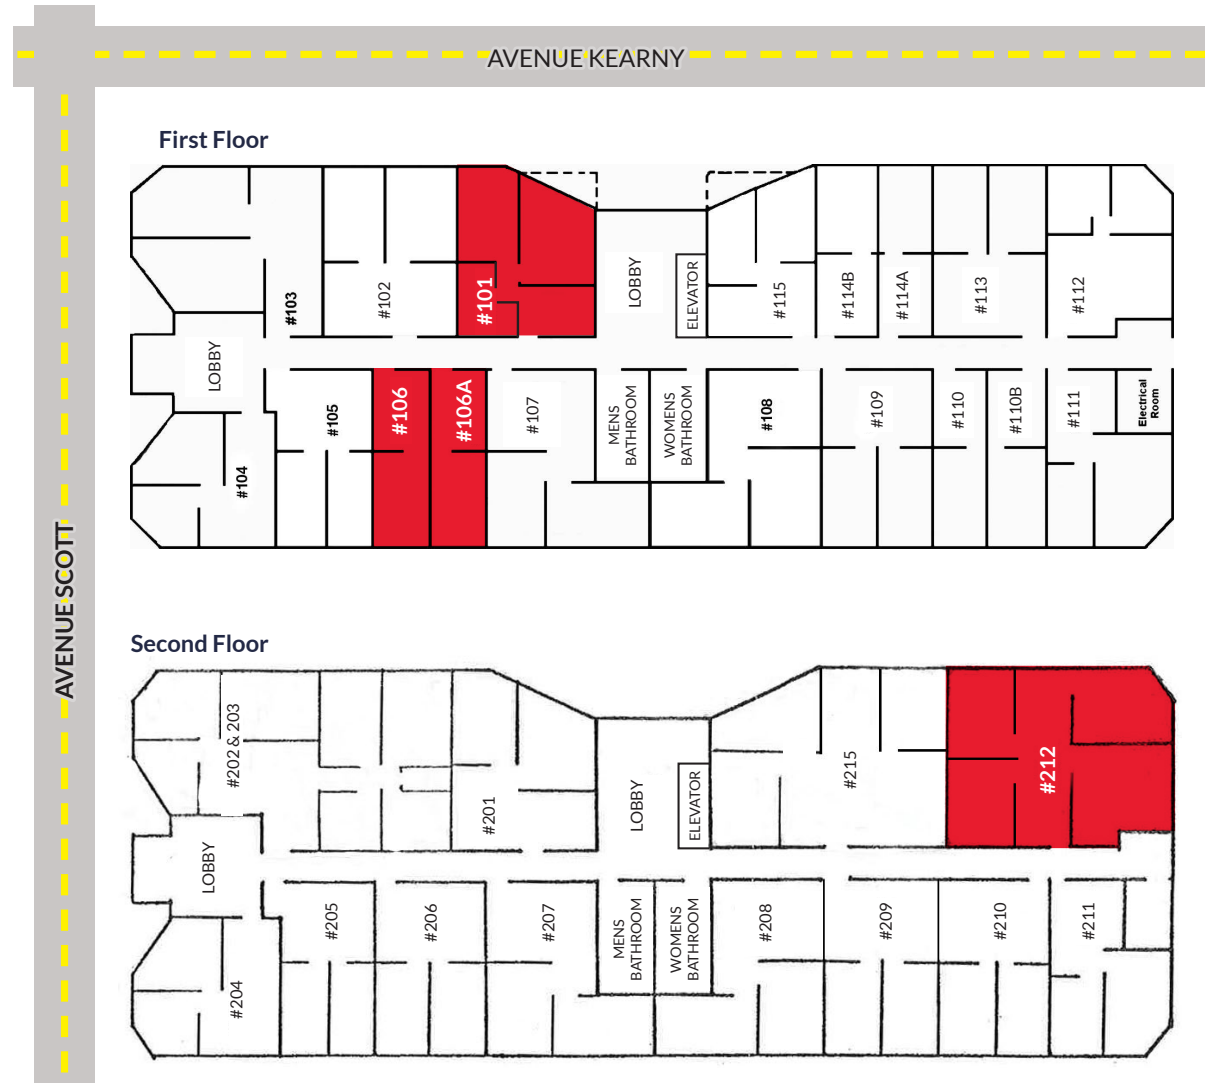 AVENUE KEARNY
AVENUE SCOTT
First Floor
#103
#102
#101
LOBBY
ELEVATOR
#115
#114B
#114A
#113
#112
LOBBY
#104
#105
#106
#106A
#107
MENS
BATHROOM
WOMENS
BATHROOM
#108
#109
#110
#110B
#111
Electrical
Room
Second Floor
#202 & 203
#201
LOBBY
ELEVATOR
#215
#212
LOBBY
#204
#205
#206
#207
MENS
BATHROOM
WOMENS
BATHROOM
#208
#209
#210
#211